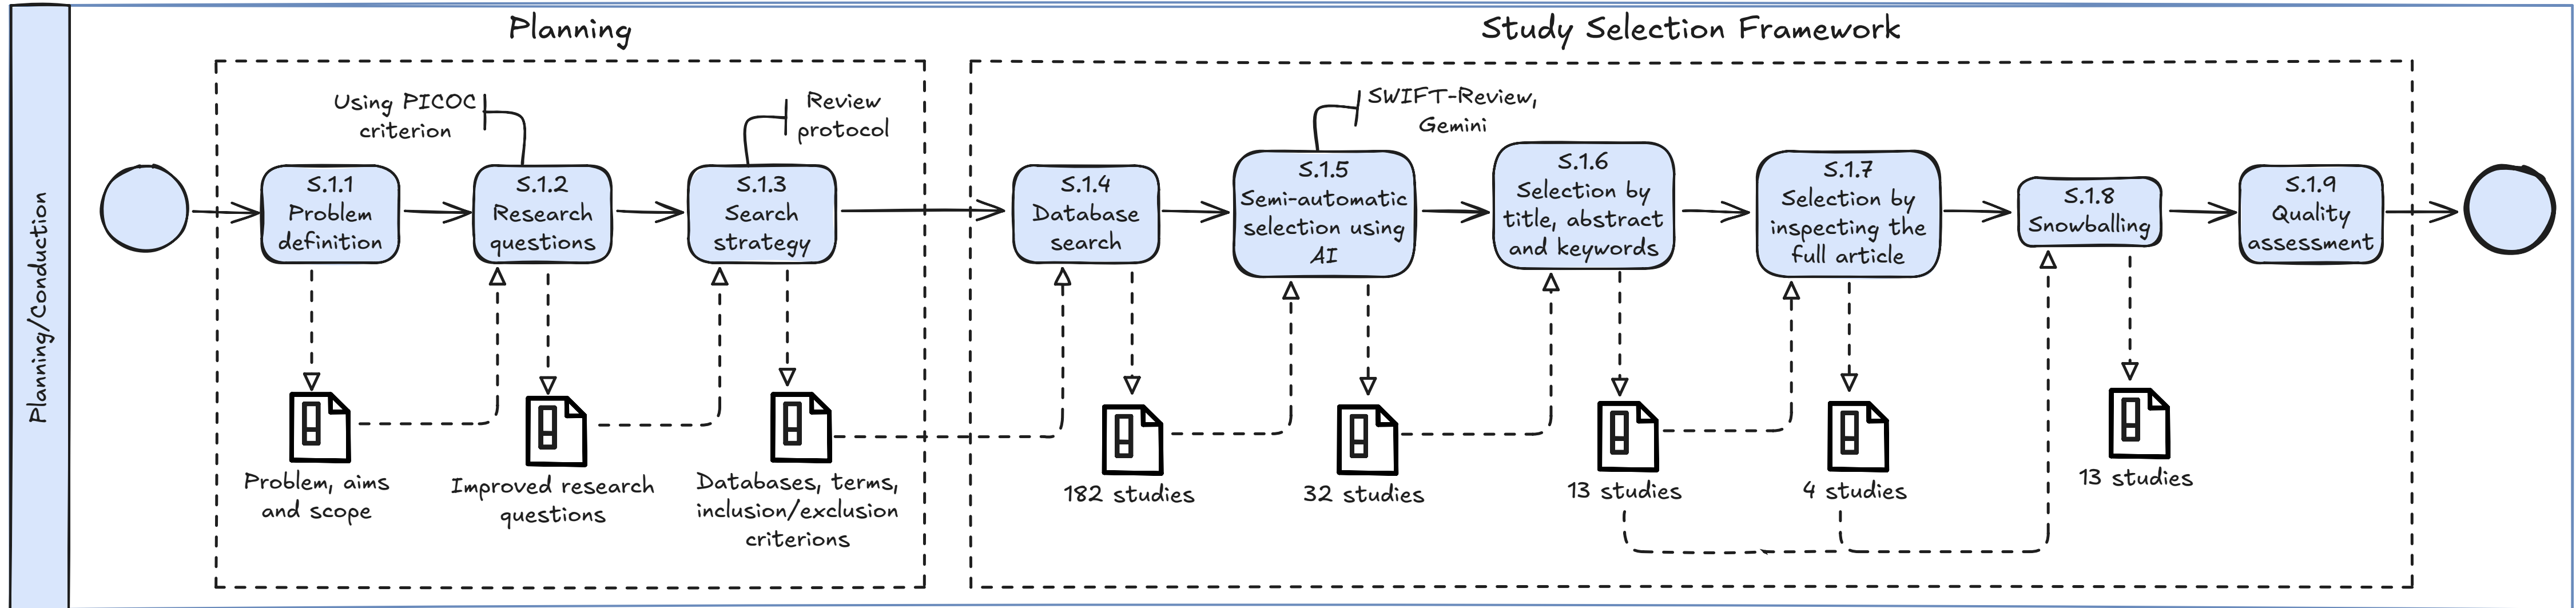 Planning
Study Selection Framework
Planning/Conduction
Using PICOC
criterion
Review
protocol
SWIFT-Review,
Gemini
S.1.1
Problem
definition
S.1.2
Research
questions
S.1.3
Search
strategy
S.1.4
Database
search
S.1.5
Semi-automatic
selection using
AI
S.1.6
Selection by
title, abstract
and keywords
S.1.7
Selection by
inspecting the
full article
S.1.8
Snowballing
S.1.9
Quality
assessment
Problem, aims
and scope
Improved research
questions
Databases, terms,
inclusion/exclusion
criterions
182 studies
32 studies
13 studies
4 studies
13 studies